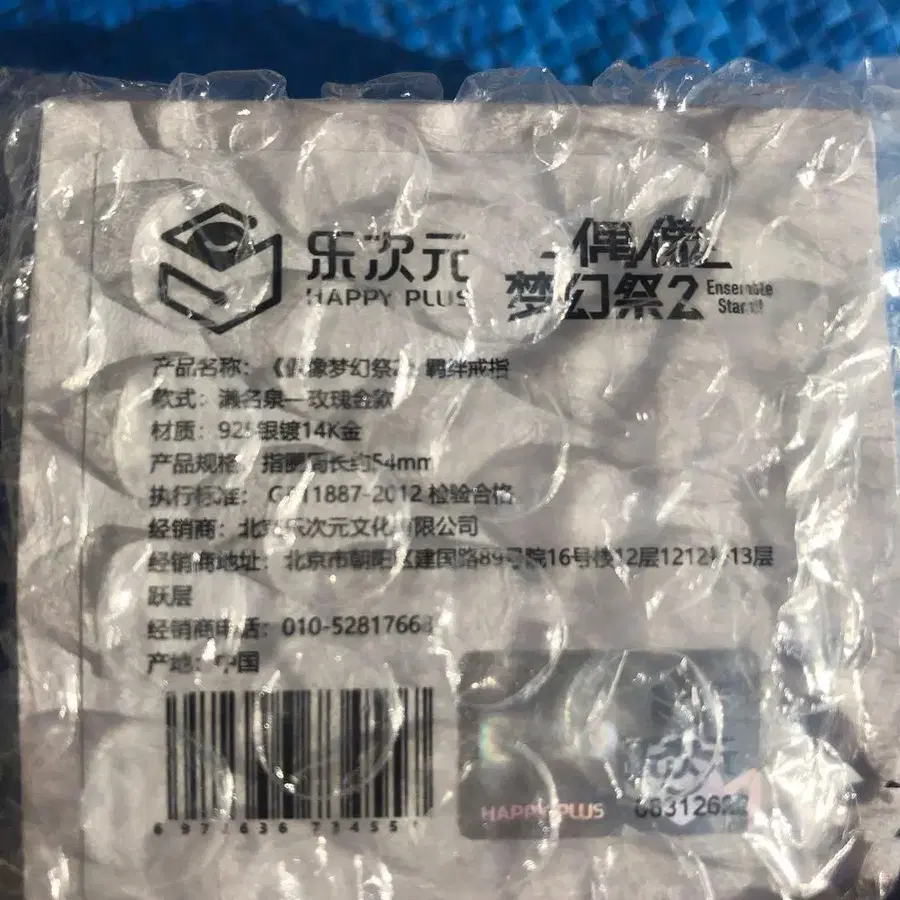 乐次元
HAPPY PLUS
偶像
梦幻祭2
Ensemble
Stars!!
产品名称：《偶像梦幻祭2》羁绊戒指
款式：濑名泉—玫瑰金款
材质：925银镀14K金
产品规格：指圈周长约54mm
执行标准：GB11887-2012 检验合格
经销商：北京乐次元文化有限公司
经销商地址：北京市朝阳区建国路89号院16号楼12层1212 13层
跃层
经销商电话：010-5281766
产地：中国
HAPPY PLUS